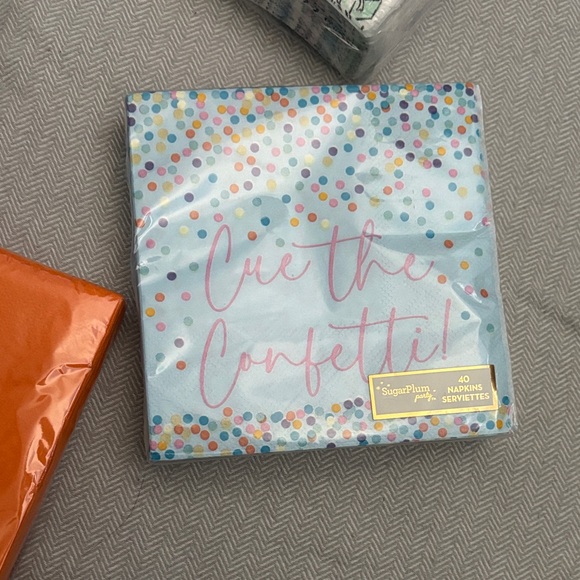 Cue the
Confetti!
SugarPlum
party
40
NAPKINS
SERVIETTES